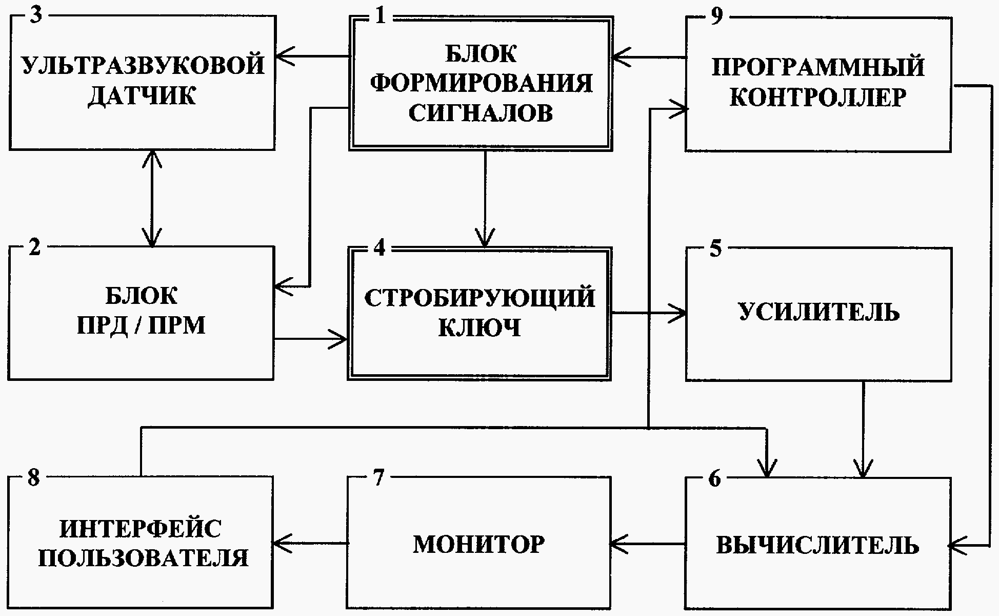 3
УЛЬТРАЗВУКОВОЙ
ДАТЧИК
1
БЛОК
ФОРМИРОВАНИЯ
СИГНАЛОВ
9
ПРОГРАММНЫЙ
КОНТРОЛЛЕР
2
БЛОК
ПРД / ПРМ
4
СТРОБИРУЮЩИЙ
КЛЮЧ
5
УСИЛИТЕЛЬ
8
ИНТЕРФЕЙС
ПОЛЬЗОВАТЕЛЯ
7
МОНИТОР
6
ВЫЧИСЛИТЕЛЬ